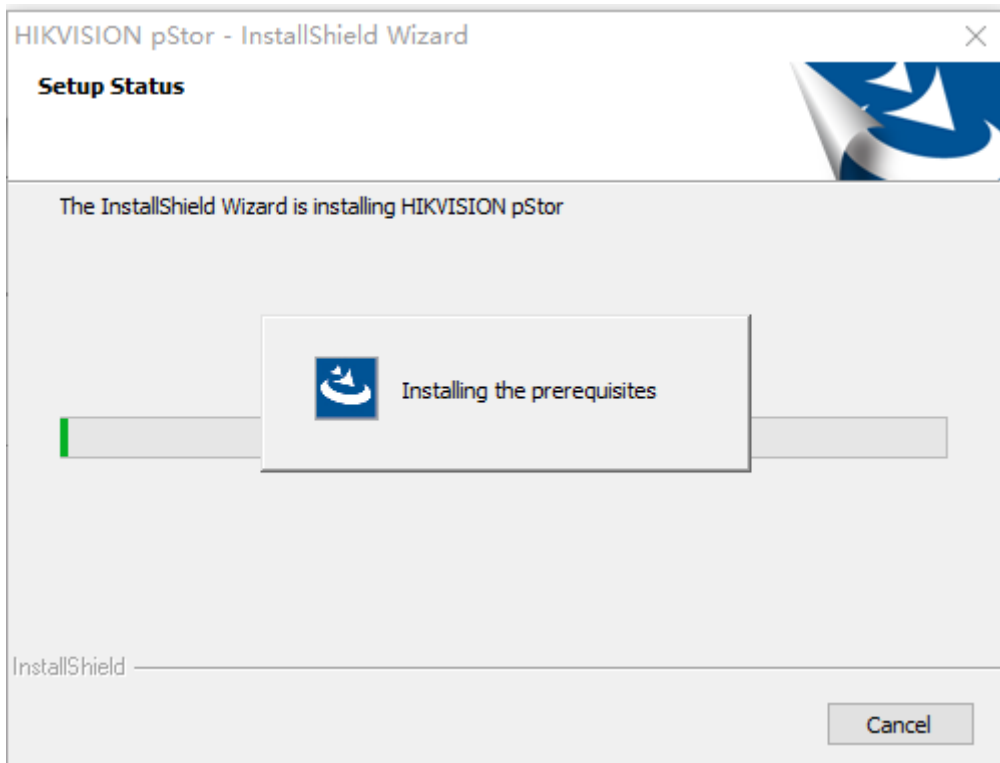 HIKVISION pStor - InstallShield Wizard
Setup Status
The InstallShield Wizard is installing HIKVISION pStor
Installing the prerequisites
InstallShield
Cancel